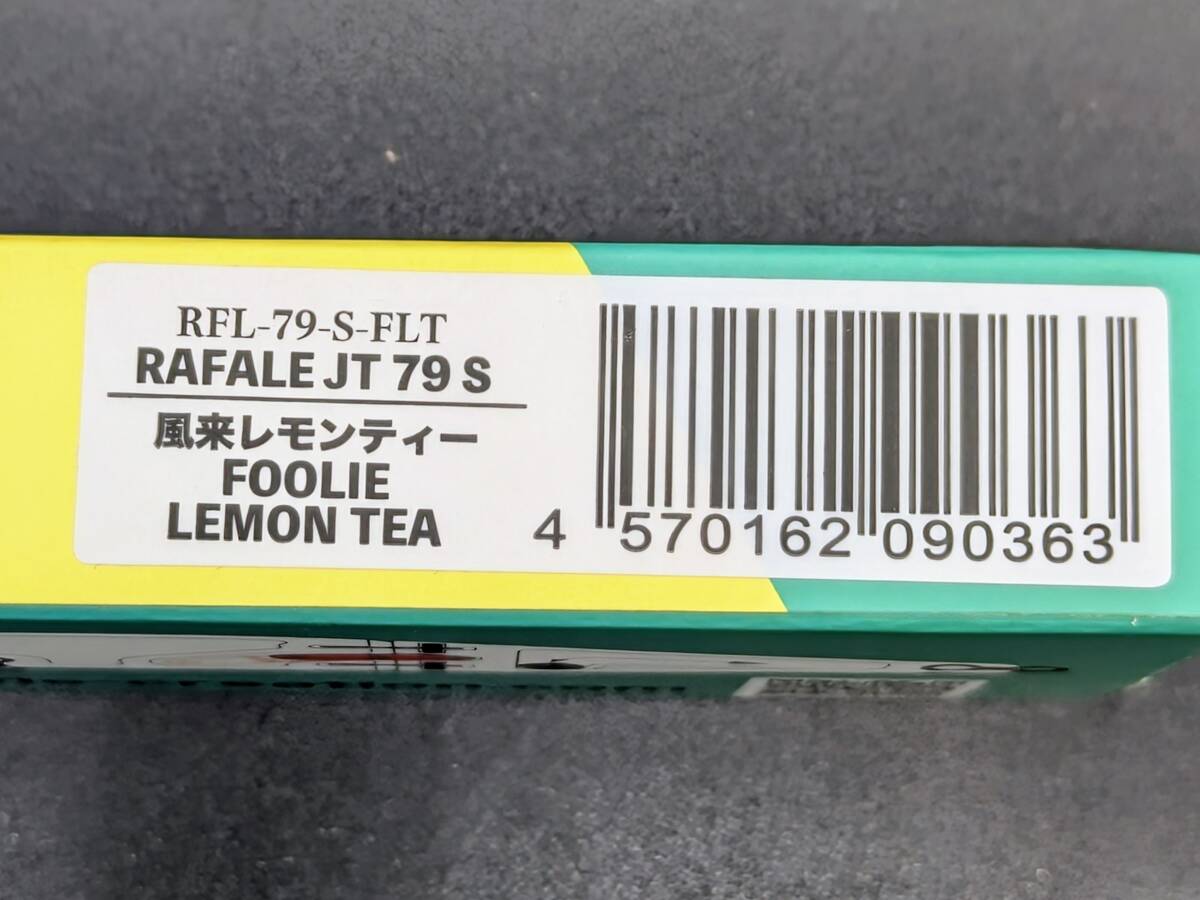 RFL-79-S-FLT
RAFALE JT 79 S
風来レモンティー
FOOLIE
LEMON TEA
4 570162 090363